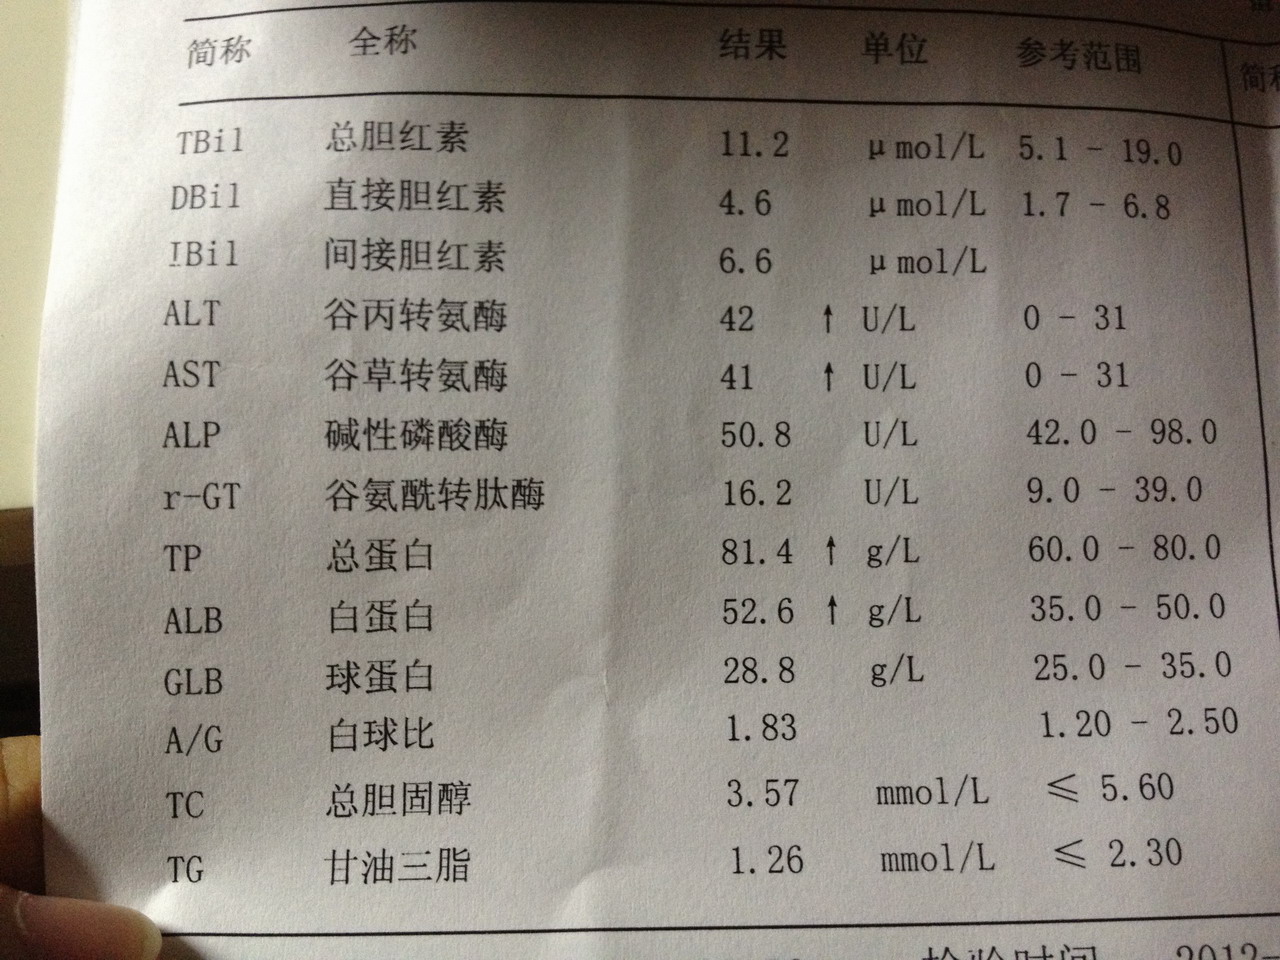 简称 全称 结果 单位 参考范围
TBil 总胆红素 11.2 μmol/L 5.1 - 19.0
DBil 直接胆红素 4.6 μmol/L 1.7 - 6.8
IBil 间接胆红素 6.6 μmol/L
ALT 谷丙转氨酶 42 ↑ U/L 0 - 31
AST 谷草转氨酶 41 ↑ U/L 0 - 31
ALP 碱性磷酸酶 50.8 U/L 42.0 - 98.0
r-GT 谷氨酰转肽酶 16.2 U/L 9.0 - 39.0
TP 总蛋白 81.4 ↑ g/L 60.0 - 80.0
ALB 白蛋白 52.6 ↑ g/L 35.0 - 50.0
GLB 球蛋白 28.8 g/L 25.0 - 35.0
A/G 白球比 1.83 1.20 - 2.50
TC 总胆固醇 3.57 mmol/L ≤ 5.60
TG 甘油三脂 1.26 mmol/L ≤ 2.30
检验时间 2012-